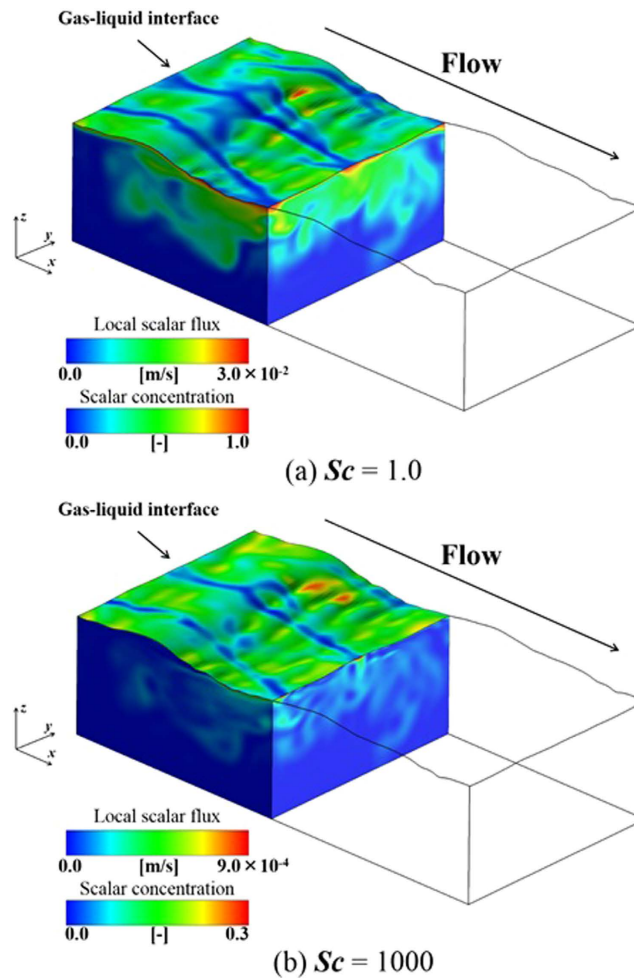 Gas-liquid interface
Flow
z
y
x
Local scalar flux
0.0 [m/s] 3.0 × 10⁻²
Scalar concentration
0.0 [-] 1.0
(a) Sc = 1.0
Gas-liquid interface
Flow
z
y
x
Local scalar flux
0.0 [m/s] 9.0 × 10⁻⁴
Scalar concentration
0.0 [-] 0.3
(b) Sc = 1000